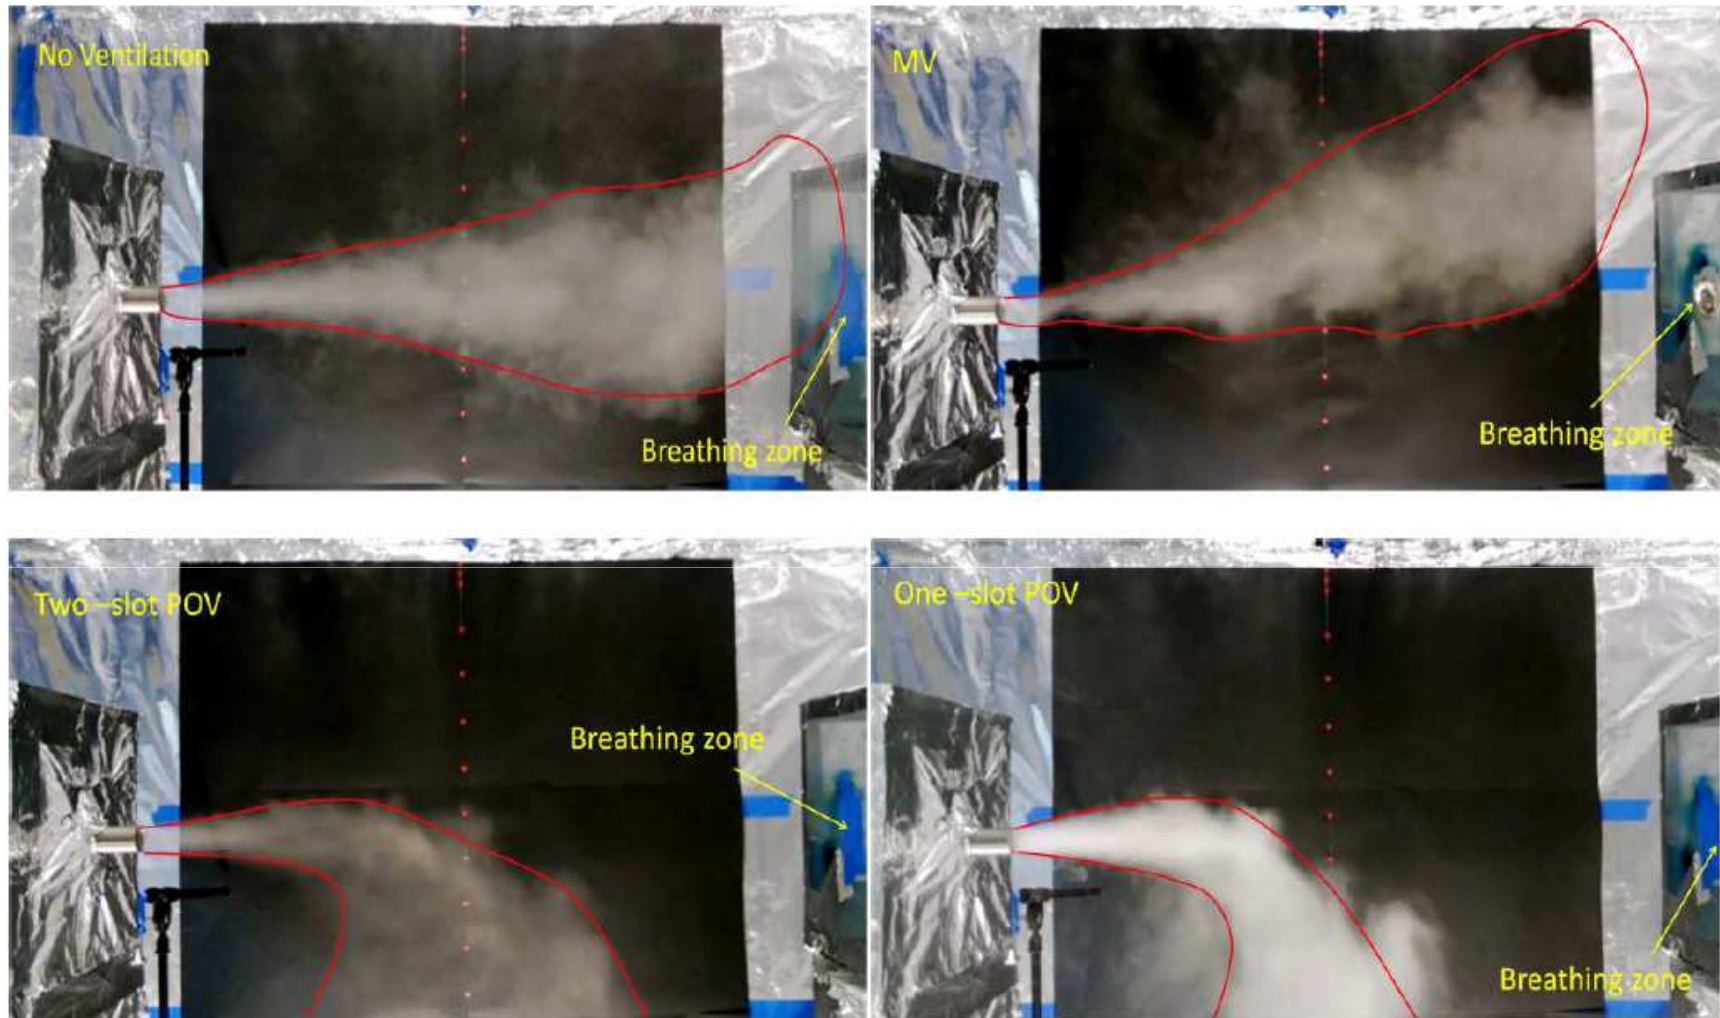 No Ventilation
Breathing zone
MV
Breathing zone
Two –slot POV
Breathing zone
One –slot POV
Breathing zone